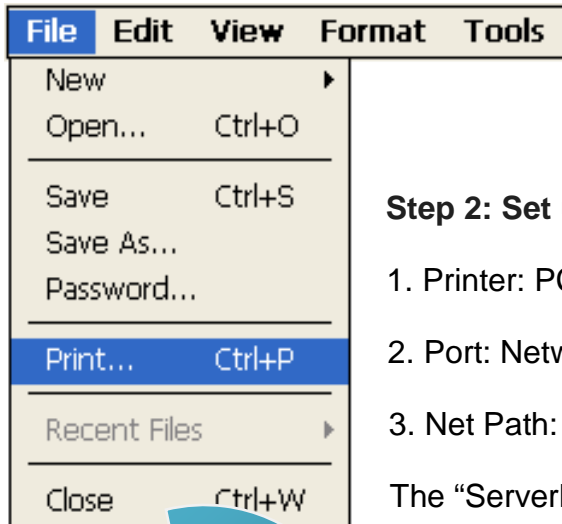 File Edit View Format Tools
New
Open... Ctrl+O
Save Ctrl+S
Save As...
Password...
Print... Ctrl+P
Recent Files
Close Ctrl+W
Step 2: Set
1. Printer:
2. Port:
3. Net Path:
The